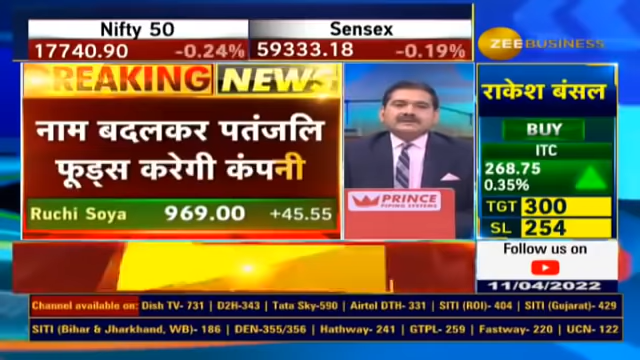 Nifty 50
17740.90 -0.24%
Sensex
59333.18 -0.19%
ZEE BUSINESS
BREAKING NEWS
नाम बदलकर पतंजलि
फूड्स करेगी कंपनी
Ruchi Soya 969.00 +45.55
PRINCE
PIPING SYSTEMS
राकेश बंसल
BUY
ITC
268.75
0.35%
TGT 300
SL 254
Follow us on
11/04/2022
Channel available on: Dish TV- 731 | D2H-343 | Tata Sky-590 | Airtel DTH- 331 | SITI (ROI)- 404 | SITI (Gujarat)- 429
SITI (Bihar & Jharkhand, WB)- 186 | DEN-355/356 | Hathway- 241 | GTPL- 259 | Fastway- 220 | UCN- 122